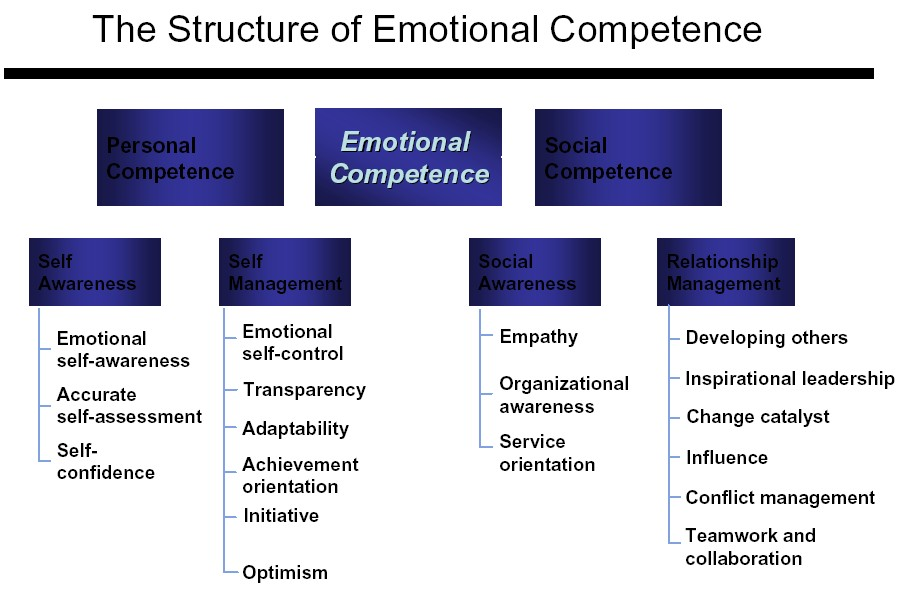 The Structure of Emotional Competence
Personal
Competence
Emotional
Competence
Social
Competence
Self
Awareness
Emotional
self-awareness
Accurate
self-assessment
Self-
confidence
Self
Management
Emotional
self-control
Transparency
Adaptability
Achievement
orientation
Initiative
Optimism
Social
Awareness
Empathy
Organizational
awareness
Service
orientation
Relationship
Management
Developing others
Inspirational leadership
Change catalyst
Influence
Conflict management
Teamwork and
collaboration